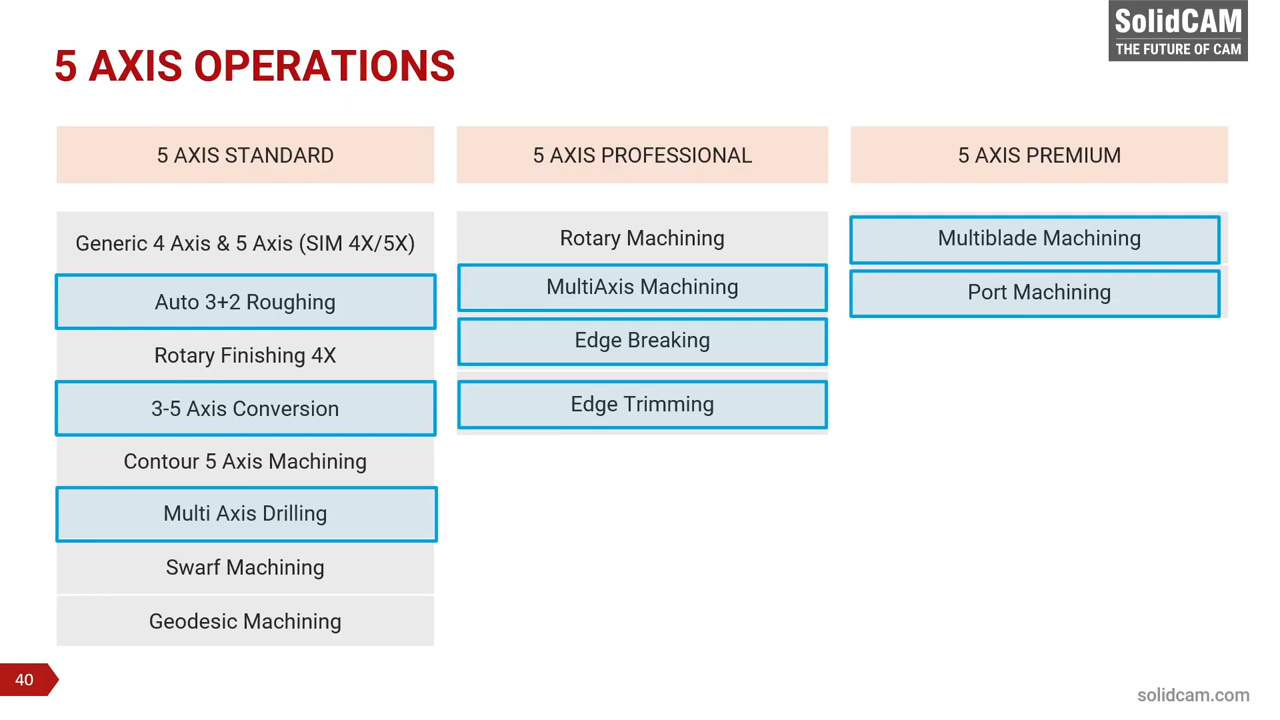 SolidCAM
THE FUTURE OF CAM
5 AXIS OPERATIONS
5 AXIS STANDARD
Generic 4 Axis & 5 Axis (SIM 4X/5X)
Auto 3+2 Roughing
Rotary Finishing 4X
3-5 Axis Conversion
Contour 5 Axis Machining
Multi Axis Drilling
Swarf Machining
Geodesic Machining
5 AXIS PROFESSIONAL
Rotary Machining
MultiAxis Machining
Edge Breaking
Edge Trimming
5 AXIS PREMIUM
Multiblade Machining
Port Machining
40
solidcam.com